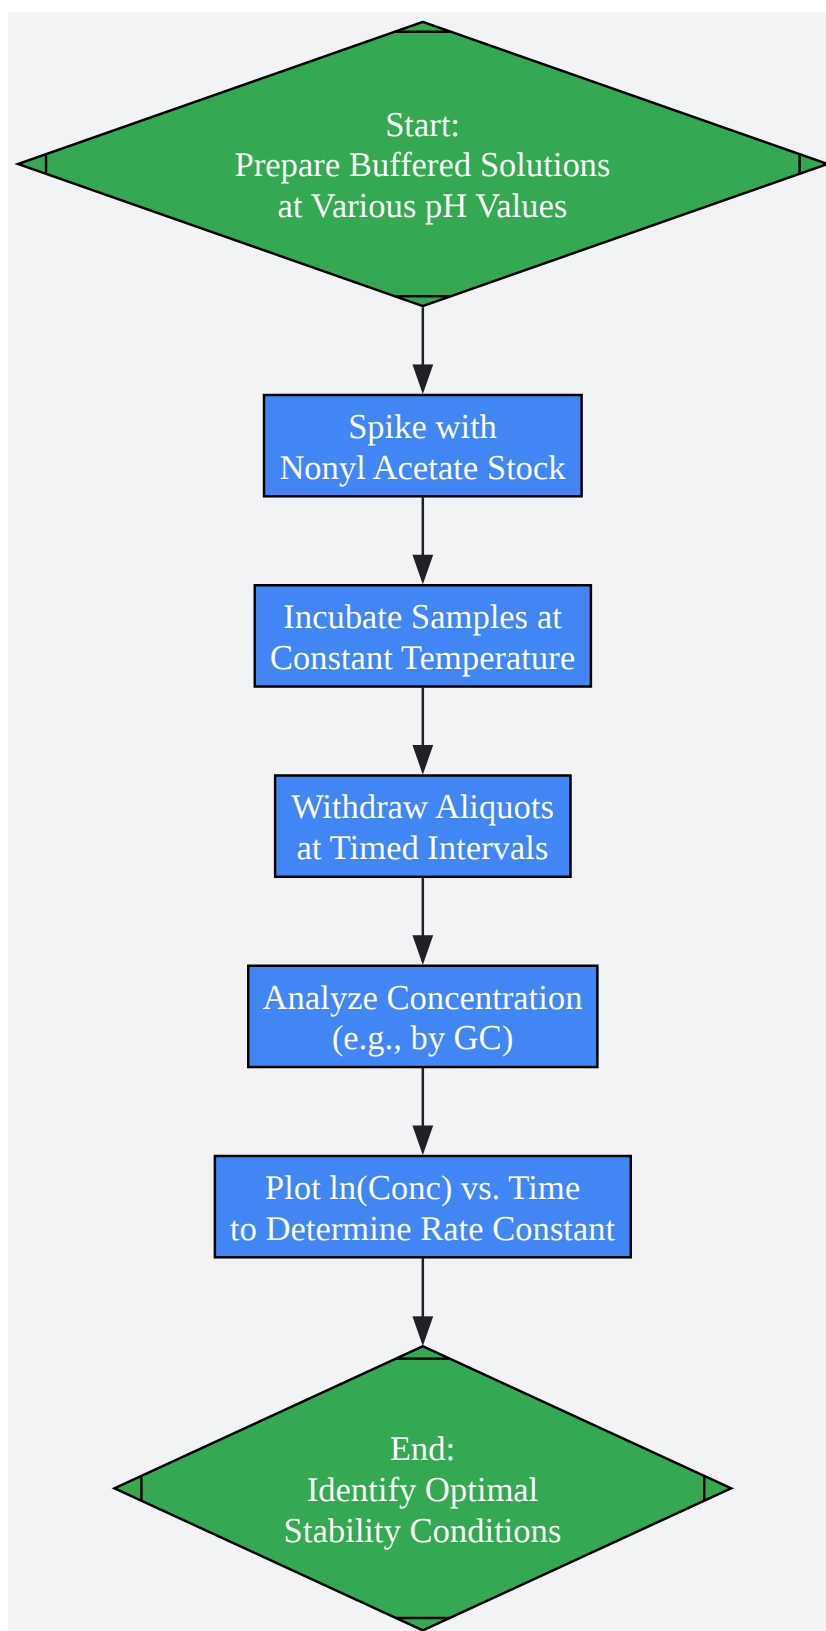 Start:
Prepare Buffered Solutions
at Various pH Values
Spike with
Nonyl Acetate Stock
Incubate Samples at
Constant Temperature
Withdraw Aliquots
at Timed Intervals
Analyze Concentration
(e.g., by GC)
Plot ln(Conc) vs. Time
to Determine Rate Constant
End:
Identify Optimal
Stability Conditions